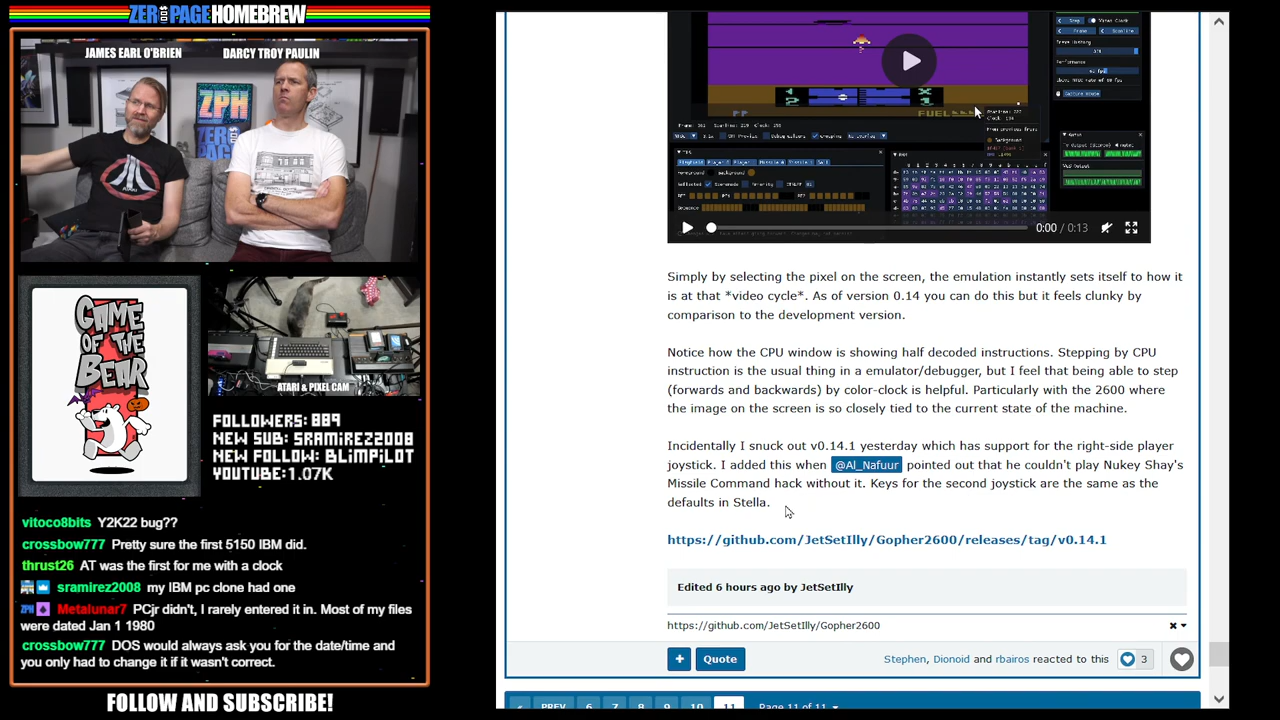 ZERO PAGE HOMEBREW
JAMES EARL O'BRIEN
DARCY TROY PAULIN
ZPH
ATARI
GAME
OF THE
BEAR
ATARI & PIXEL CAM
FOLLOWERS: 889
NEW SUB: SRAMIREZ2008
NEW FOLLOW: BLIMPILOT
YOUTUBE: 1.07K
vitoco8bits Y2K22 bug??
crossbow777 Pretty sure the first 5150 IBM did.
thrust26 AT was the first for me with a clock
sramirez2008 my IBM pc clone had one
Metalunar7 PCjr didn't, I rarely entered it in. Most of my files
were dated Jan 1 1980
crossbow777 DOS would always ask you for the date/time and
you only had to change it if it wasn't correct.
FOLLOW AND SUBSCRIBE!
FUEL
0:00 / 0:13
Simply by selecting the pixel on the screen, the emulation instantly sets itself to how it
is at that *video cycle*. As of version 0.14 you can do this but it feels clunky by
comparison to the development version.
Notice how the CPU window is showing half decoded instructions. Stepping by CPU
instruction is the usual thing in a emulator/debugger, but I feel that being able to step
(forwards and backwards) by color-clock is helpful. Particularly with the 2600 where
the image on the screen is so closely tied to the current state of the machine.
Incidentally I snuck out v0.14.1 yesterday which has support for the right-side player
joystick. I added this when @Al_Nafuur pointed out that he couldn't play Nukey Shay's
Missile Command hack without it. Keys for the second joystick are the same as the
defaults in Stella.
https://github.com/JetSetIlly/Gopher2600/releases/tag/v0.14.1
Edited 6 hours ago by JetSetIlly
https://github.com/JetSetIlly/Gopher2600
+ Quote
Stephen, Dionoid and rbairos reacted to this 3
« PREV 6 7 8 9 10 11 Page 11 of 11